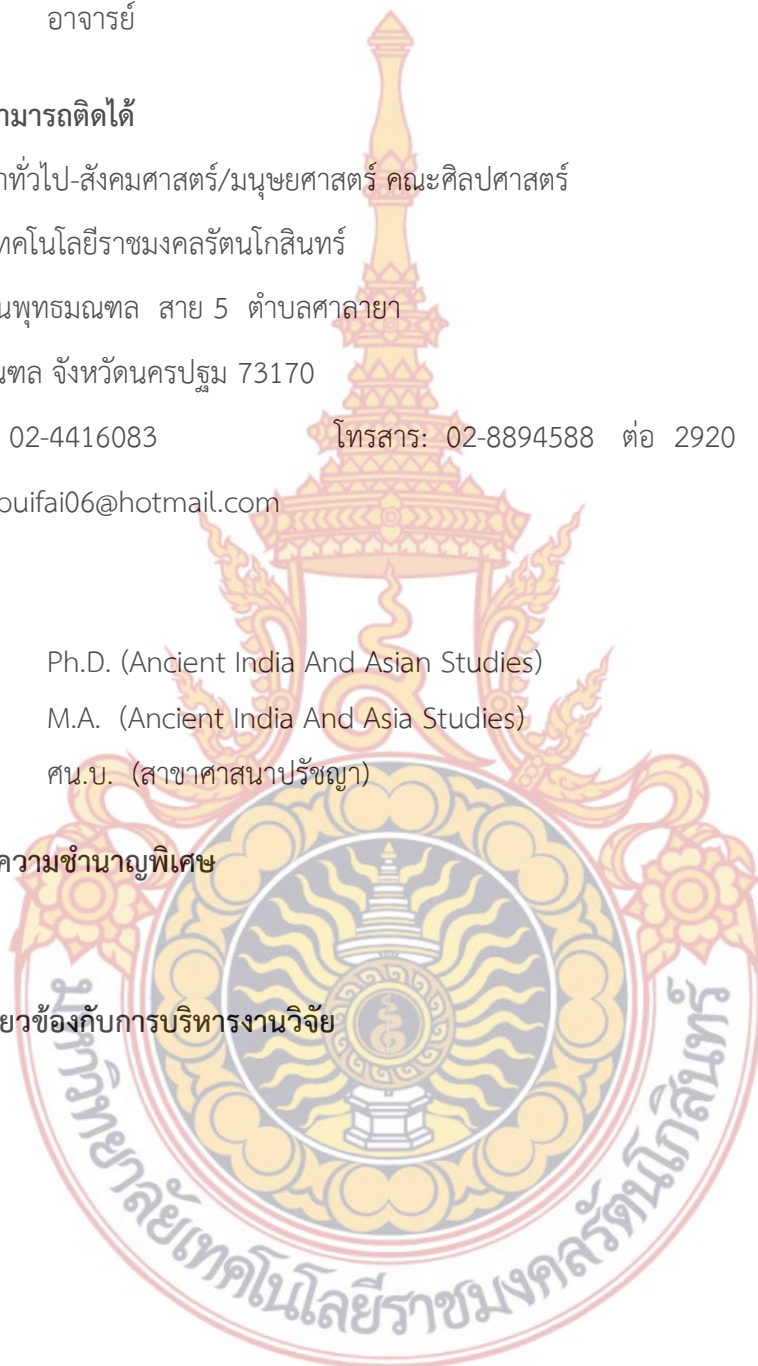 อาจารย์
ามารถติดได้
าทั่วไป-สังคมศาสตร์/มนุษยศาสตร์ คณะศิลปศาสตร์
ทคโนโลยีราชมงคลรัตนโกสินทร์
นพุทธมณฑล สาย 5 ตำบลศาลายา
ณฑล จังหวัดนครปฐม 73170
02-4416083 โทรสาร: 02-8894588 ต่อ 2920
puifai06@hotmail.com
Ph.D. (Ancient India And Asian Studies)
M.A. (Ancient India And Asia Studies)
ศน.บ. (สาขาศาสนาปรัชญา)
ความชำนาญพิเศษ
ี่ยวข้องกับการบริหารงานวิจัย
มหาวิทยาลัยเทคโนโลยีราชมงคลรัตนโกสินทร์